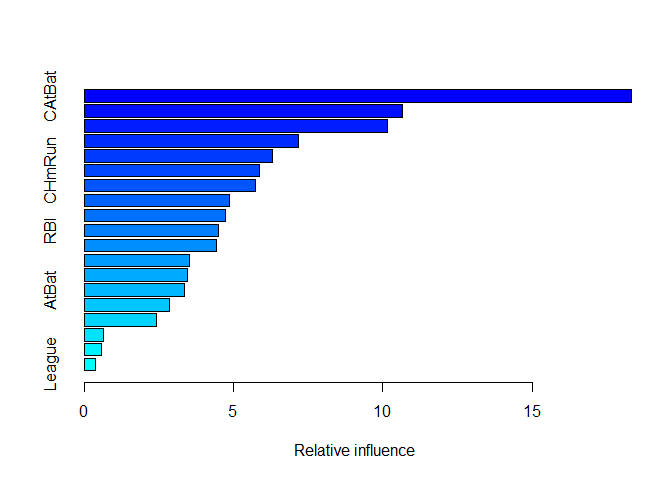 CAtBat
CHmRun
RBI
AtBat
League
0 5 10 15
Relative influence